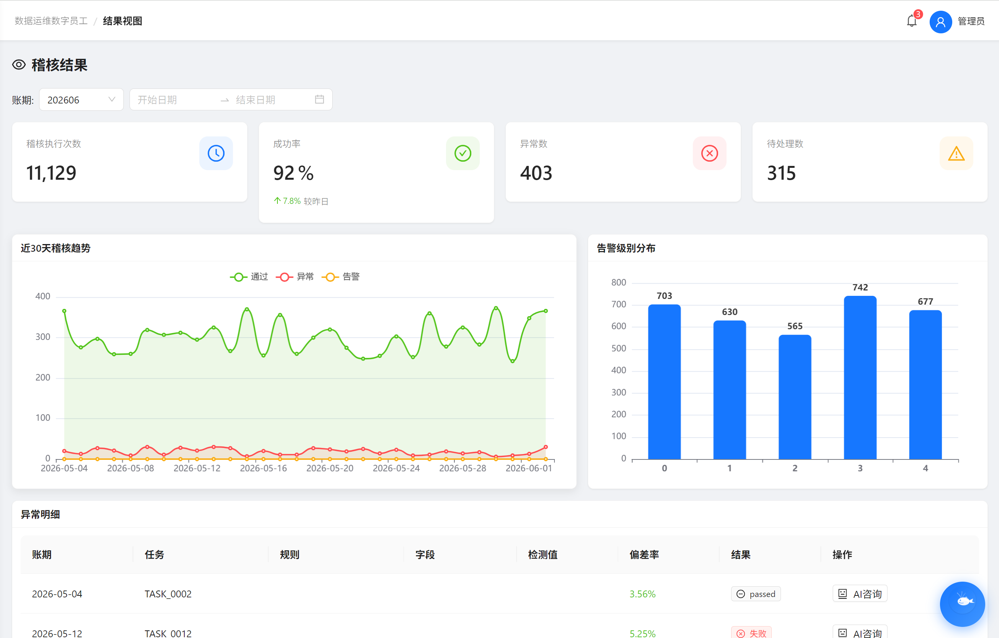 数据运维数字员工 / 结果视图
3
管理员
稽核结果
账期: 202606 开始日期 → 结束日期
稽核执行次数
11,129
成功率
92 %
↑ 7.8% 较昨日
异常数
403
待处理数
315
近30天稽核趋势
通过 异常 告警
400
300
200
100
0
2026-05-04 2026-05-08 2026-05-12 2026-05-16 2026-05-20 2026-05-24 2026-05-28 2026-06-01
告警级别分布
800
700
600
500
400
300
200
100
0
703 630 565 742 677
0 1 2 3 4
异常明细
账期 任务 规则 字段 检测值 偏差率 结果 操作
2026-05-04 TASK_0002 3.56% passed AI咨询
2026-05-12 TASK_0012 5.25% 失败 AI咨询